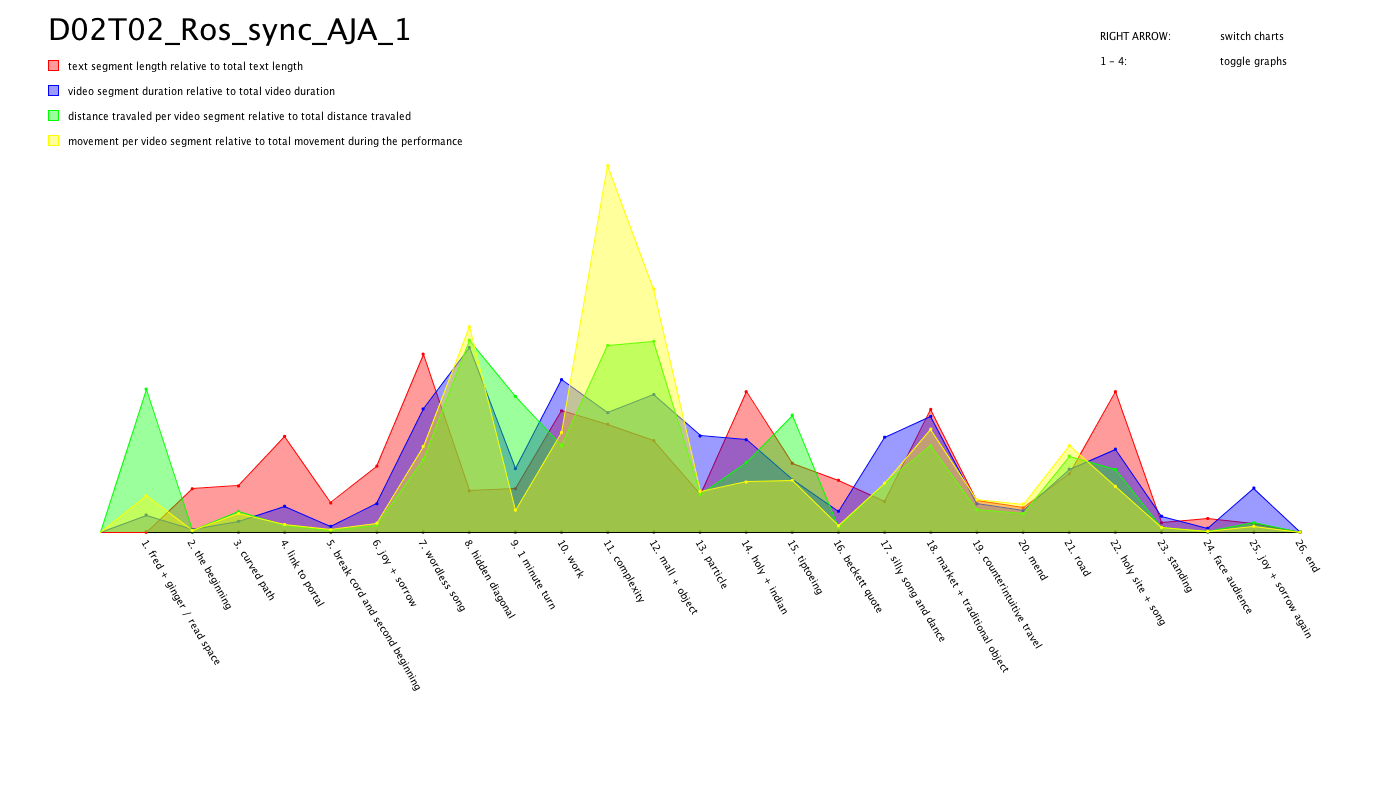 D02T02_Ros_sync_AJA_1
RIGHT ARROW: switch charts
1 - 4: toggle graphs
text segment length relative to total text length
video segment duration relative to total video duration
distance travaled per video segment relative to total distance travaled
movement per video segment relative to total movement during the performance
1. fred + ginger / read space
2. the beginning
3. curved path
4. link to portal
5. break cord and second beginning
6. joy + sorrow
7. wordless song
8. hidden diagonal
9. 1 minute turn
10. work
11. complexity
12. mall + object
13. particle
14. holy + indian
15. tiptoeing
16. beckett quote
17. silly song and dance
18. market + traditional object
19. counterintuitive travel
20. mend
21. road
22. holy site + song
23. standing
24. face audience
25. joy + sorrow again
26. end